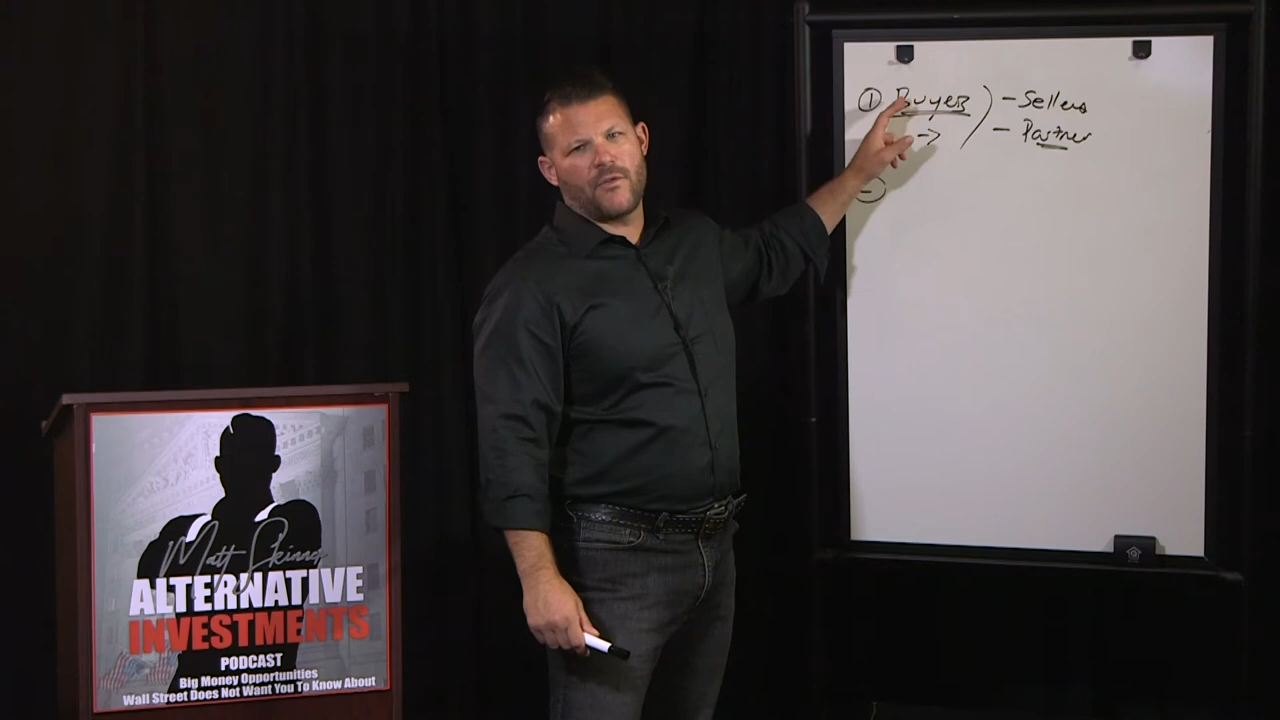 ① Buyers ) - Sellers
→ ) - Partner
Matt Skinner
ALTERNATIVE
INVESTMENTS
PODCAST
Big Money Opportunities
Wall Street Does Not Want You To Know About